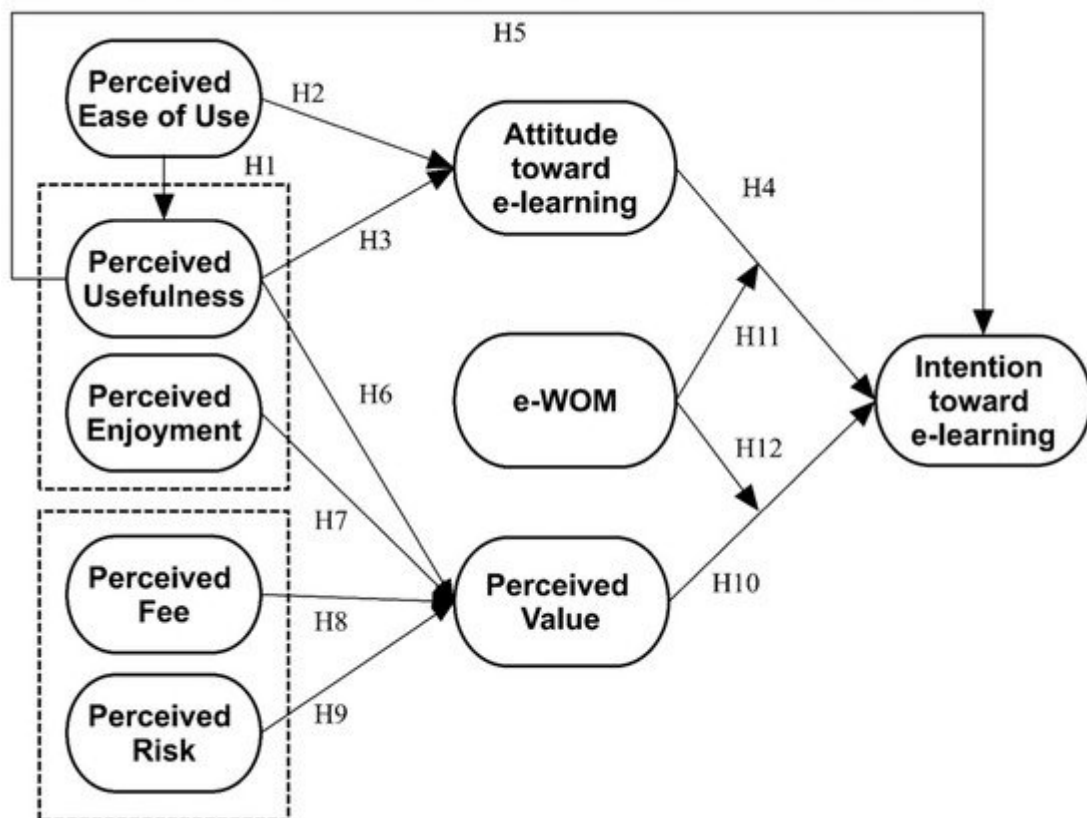 H5
Perceived
Ease of Use
H2
Attitude
toward
e-learning
H1
H4
H3
Perceived
Usefulness
H11
Perceived
Enjoyment
H6
e-WOM
Intention
toward
e-learning
H12
H7
Perceived
Fee
H8
Perceived
Value
H10
Perceived
Risk
H9